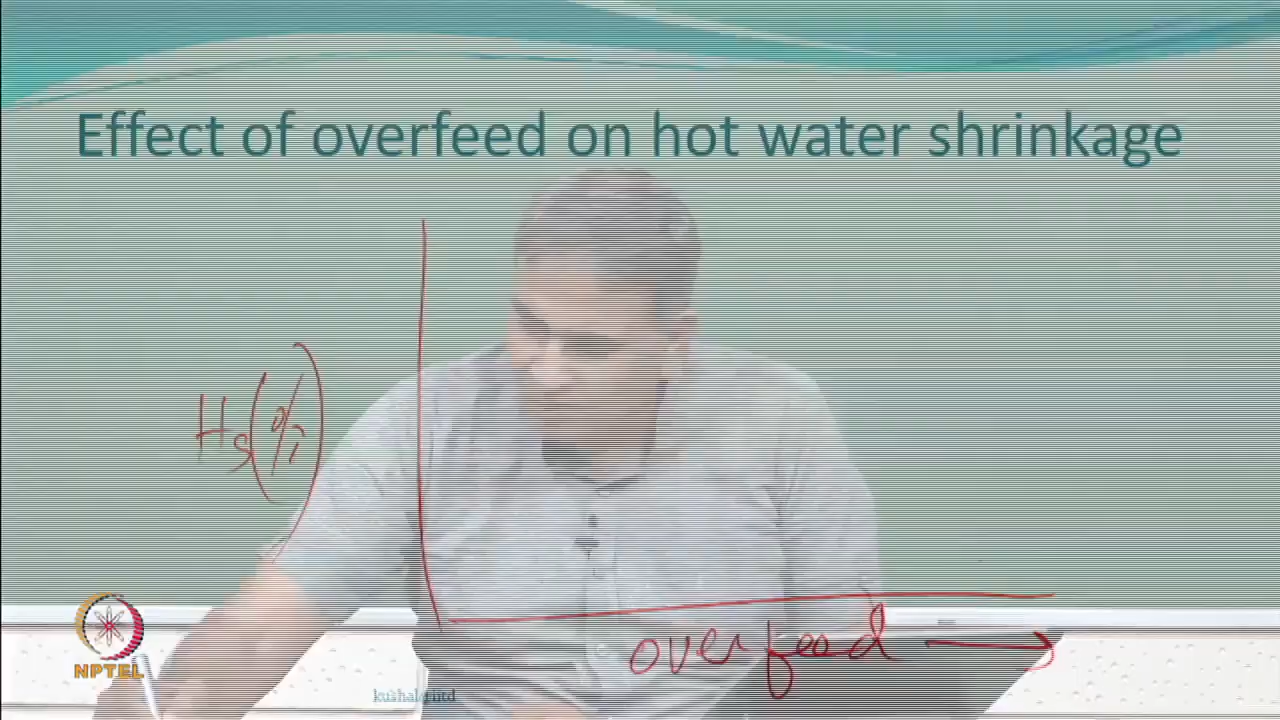 Effect of overfeed on hot water shrinkage
Hs(%)
overfeed
NPTEL